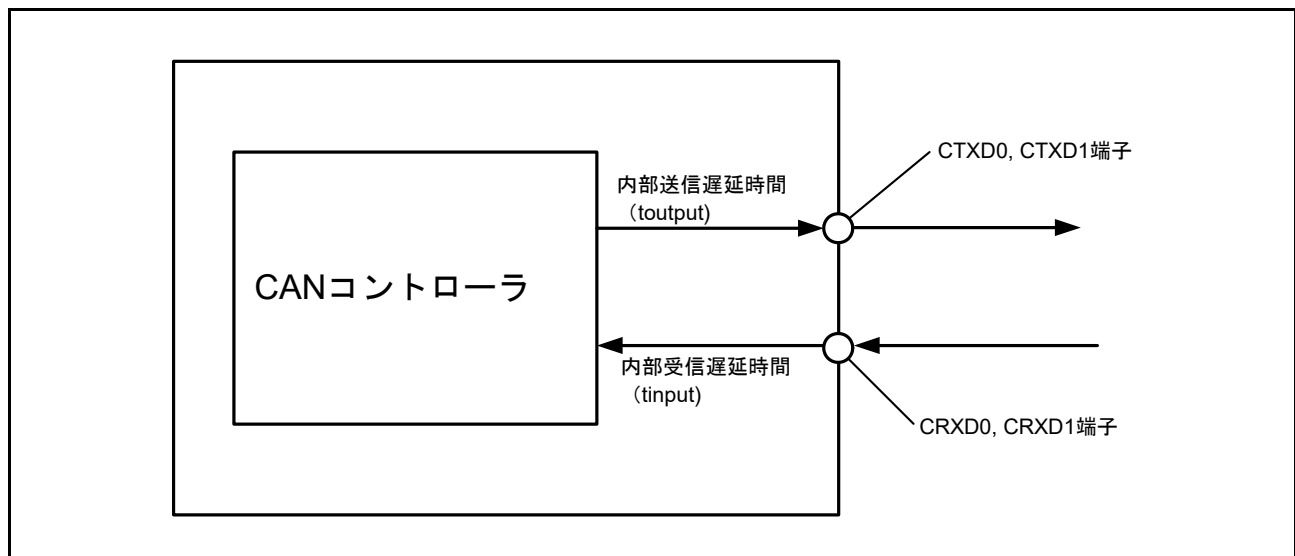 CTXD0, CTXD1端子
内部送信遅延時間
（toutput)
CANコントローラ
内部受信遅延時間
（tinput)
CRXD0, CRXD1端子